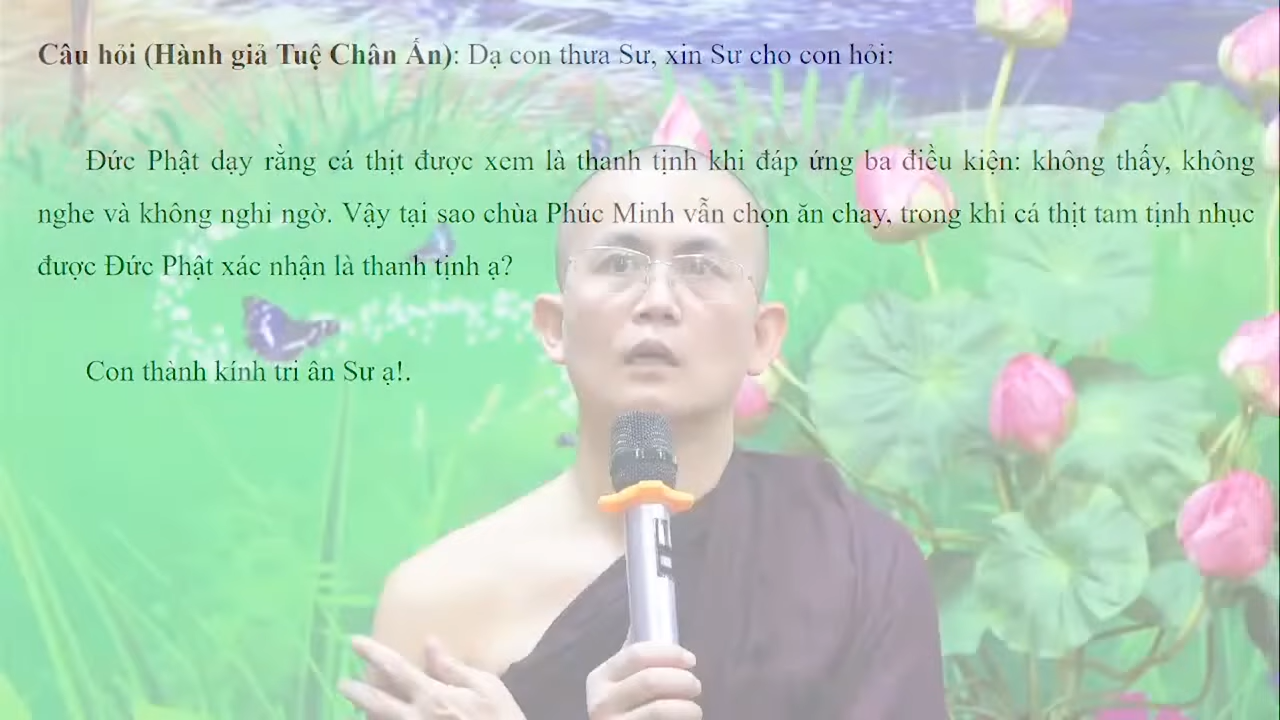 Câu hỏi (Hành giả Tuệ Chân Ấn): Dạ con thưa Sư, xin Sư cho con hỏi:
Đức Phật dạy rằng cá thịt được xem là thanh tịnh khi đáp ứng ba điều kiện: không thấy, không
nghe và không nghi ngờ. Vậy tại sao chùa Phúc Minh vẫn chọn ăn chay, trong khi cá thịt tam tịnh nhục
được Đức Phật xác nhận là thanh tịnh ạ?
Con thành kính tri ân Sư ạ!.